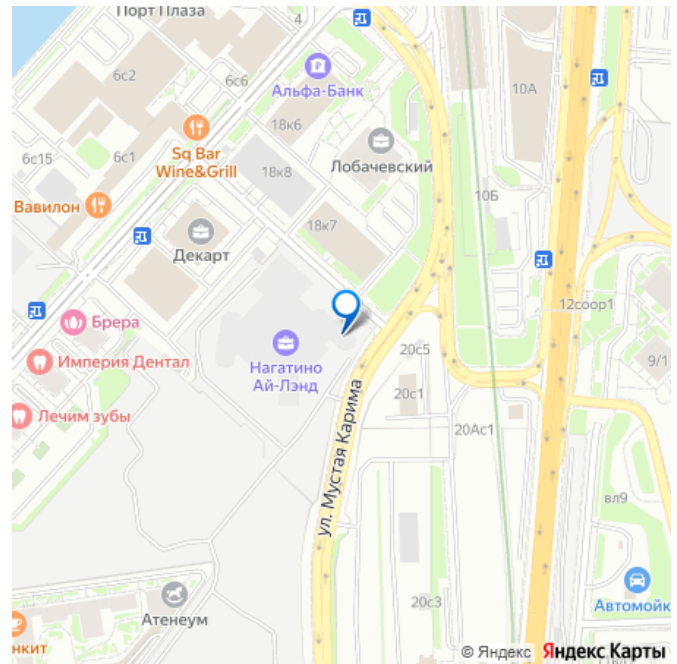 Порт Плаза
4
6с2
6с6
Альфа-Банк
10А
18к6
Sq Bar
Wine&Grill
6с1
6с15
18к8
Лобачевский
Вавилон
10Б
18к7
Декарт
12соор1
Брера
Нагатино
Ай-Лэнд
20с5
9/1
Империя Дентал
20с1
Лечим зубы
20Ас1
ул. Мустая Карима
вл9
20с3
Автомойк
Атенеум
нкит
© Яндекс Яндекс Карты